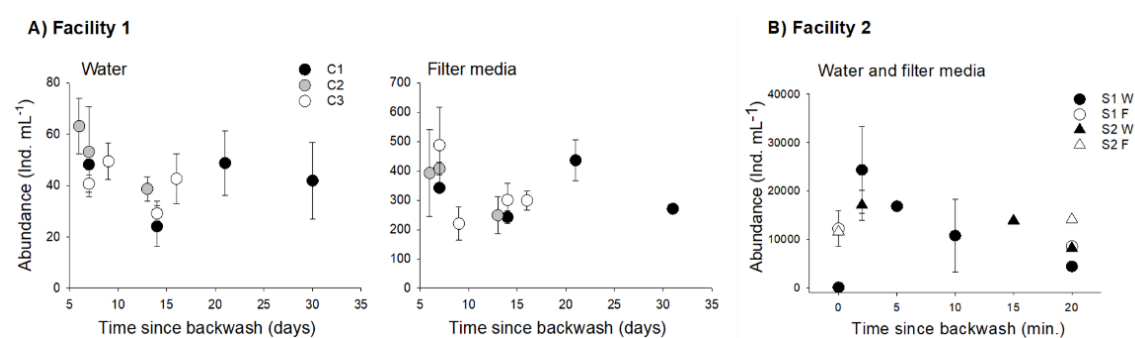 A) Facility 1
B) Facility 2
Water
Filter media
Water and filter media
C1
C2
C3
S1 W
S1 F
S2 W
S2 F
Abundance (Ind. mL-1)
80
60
40
20
0
5 10 15 20 25 30 35
Time since backwash (days)
700
600
500
400
300
200
100
0
5 10 15 20 25 30 35
Time since backwash (days)
Abundance (Ind. mL-1)
40000
30000
20000
10000
0
0 5 10 15 20
Time since backwash (min.)